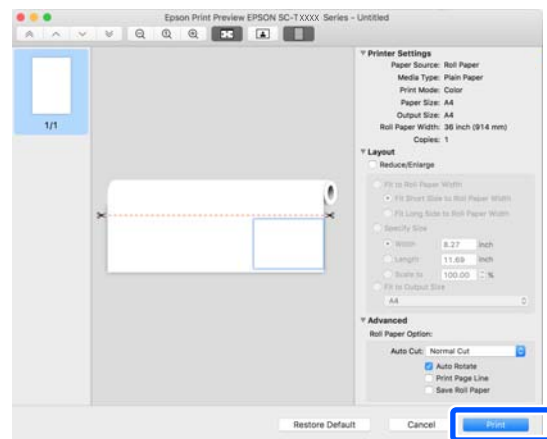 Epson Print Preview EPSON SC-TXXXX Series - Untitled
1/1
Printer Settings
Paper Source: Roll Paper
Media Type: Plain Paper
Print Mode: Color
Paper Size: A4
Output Size: A4
Roll Paper Width: 36 inch (914 mm)
Copies: 1
Layout
Reduce/Enlarge
Fit to Roll Paper Width
Fit Short Side to Roll Paper Width
Fit Long Side to Roll Paper Width
Specify Size
Width 8.27 inch
Length 11.69 inch
Scale to 100.00 %
Fit to Output Size
A4
Advanced
Roll Paper Option:
Auto Cut: Normal Cut
Auto Rotate
Print Page Line
Save Roll Paper
Restore Default Cancel Print